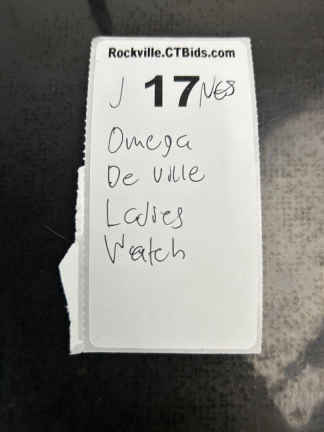 Rockville.CTBids.com
J 17 NES
Omega
De Ville
Ladies
Watch